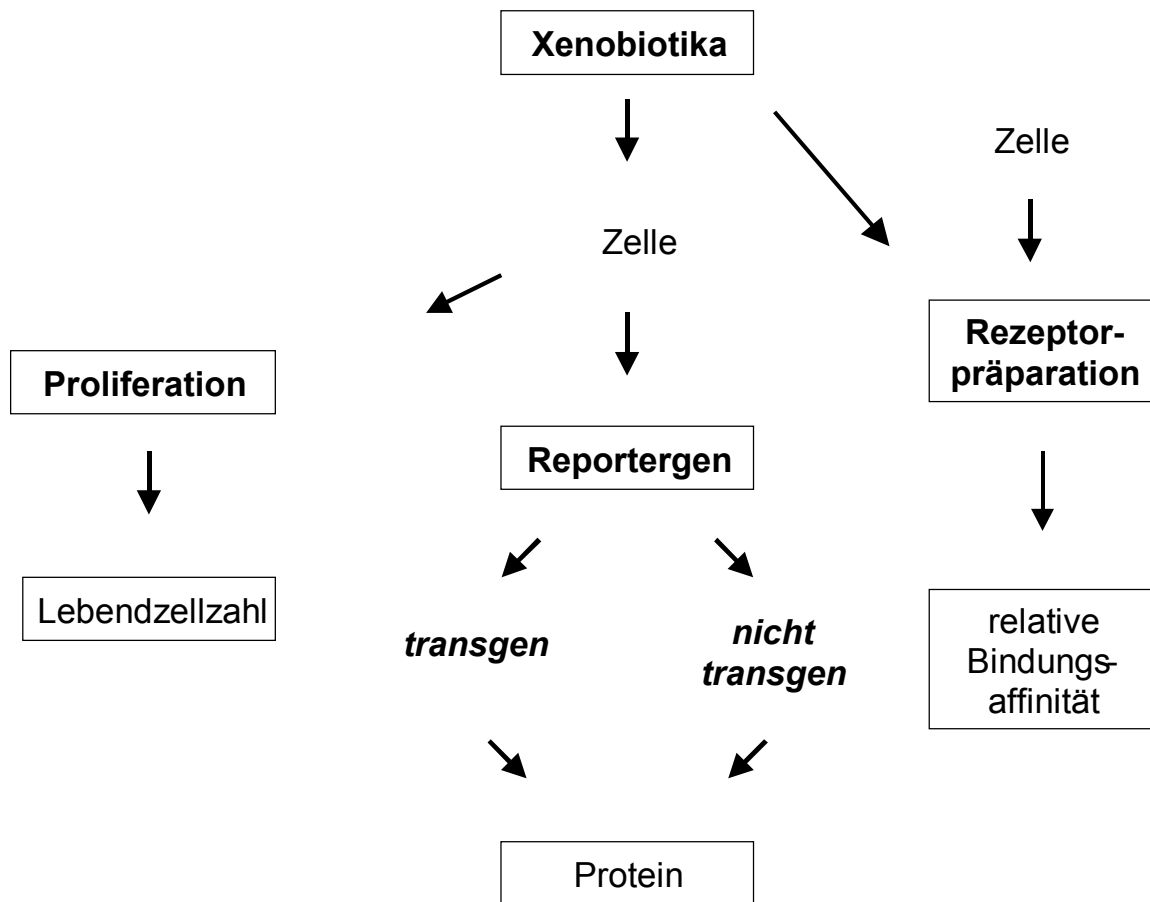 Xenobiotika
Zelle
Zelle
Rezeptor-
präparation
Proliferation
Reportergen
Lebendzellzahl
transgen
nicht
transgen
relative
Bindungs-
affinität
Protein